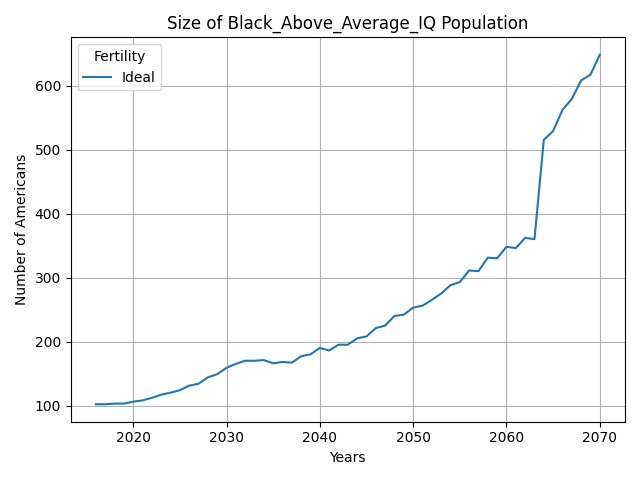 Size of Black_Above_Average_IQ Population
Fertility
Ideal
Number of Americans
600
500
400
300
200
100
2020 2030 2040 2050 2060 2070
Years